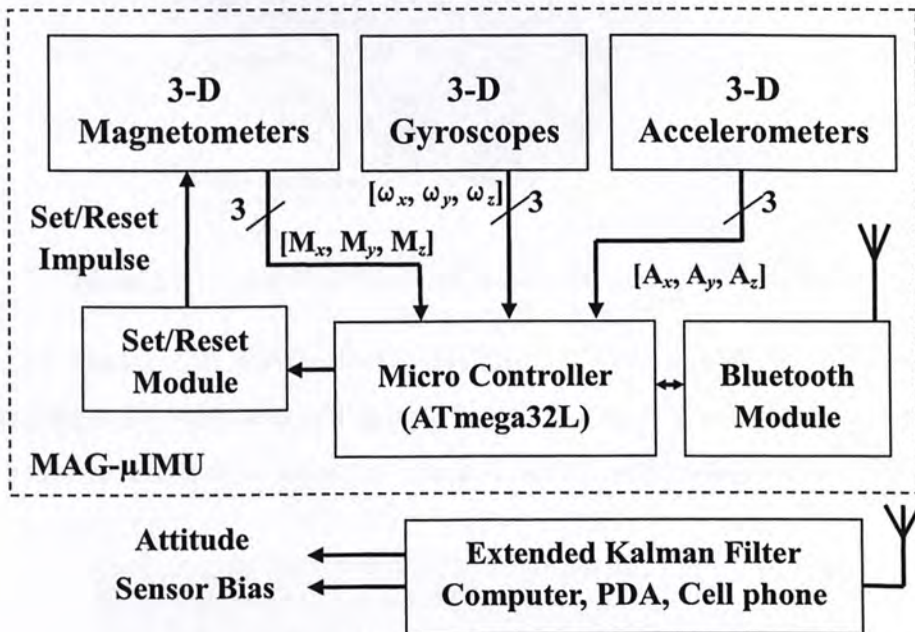 3-D
Magnetometers
3-D
Gyroscopes
3-D
Accelerometers
Set/Reset
Impulse
3
[Mx, My, Mz]
[ωx, ωy, ωz]
3
3
[Ax, Ay, Az]
Set/Reset
Module
Micro Controller
(ATmega32L)
Bluetooth
Module
MAG-μIMU
Attitude
Sensor Bias
Extended Kalman Filter
Computer, PDA, Cell phone